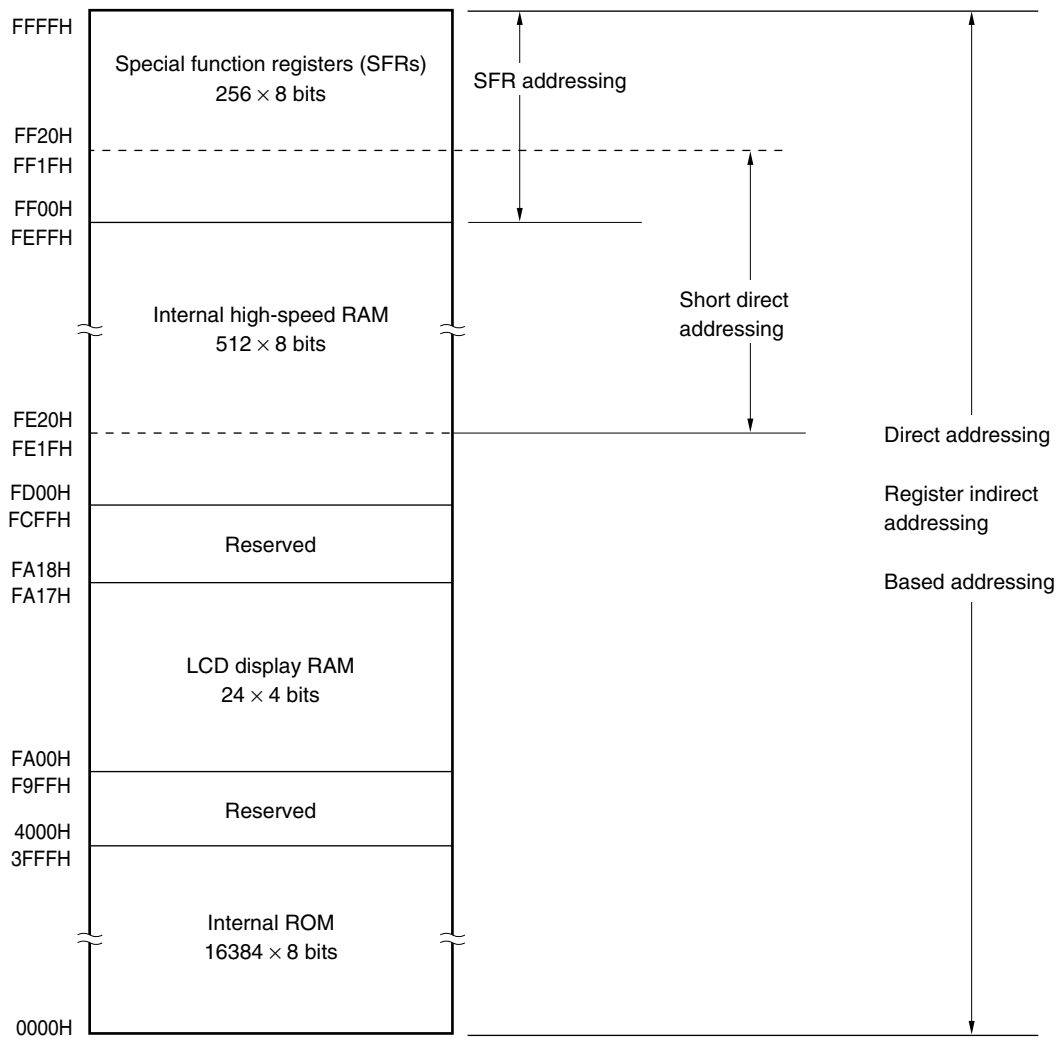 FFFFH
Special function registers (SFRs)
256 × 8 bits
SFR addressing
FF20H
FF1FH
FF00H
FEFFH
Internal high-speed RAM
512 × 8 bits
Short direct
addressing
FE20H
FE1FH
Direct addressing
Register indirect
addressing
Based addressing
FD00H
FCFFH
Reserved
FA18H
FA17H
LCD display RAM
24 × 4 bits
FA00H
F9FFH
Reserved
4000H
3FFFH
Internal ROM
16384 × 8 bits
0000H